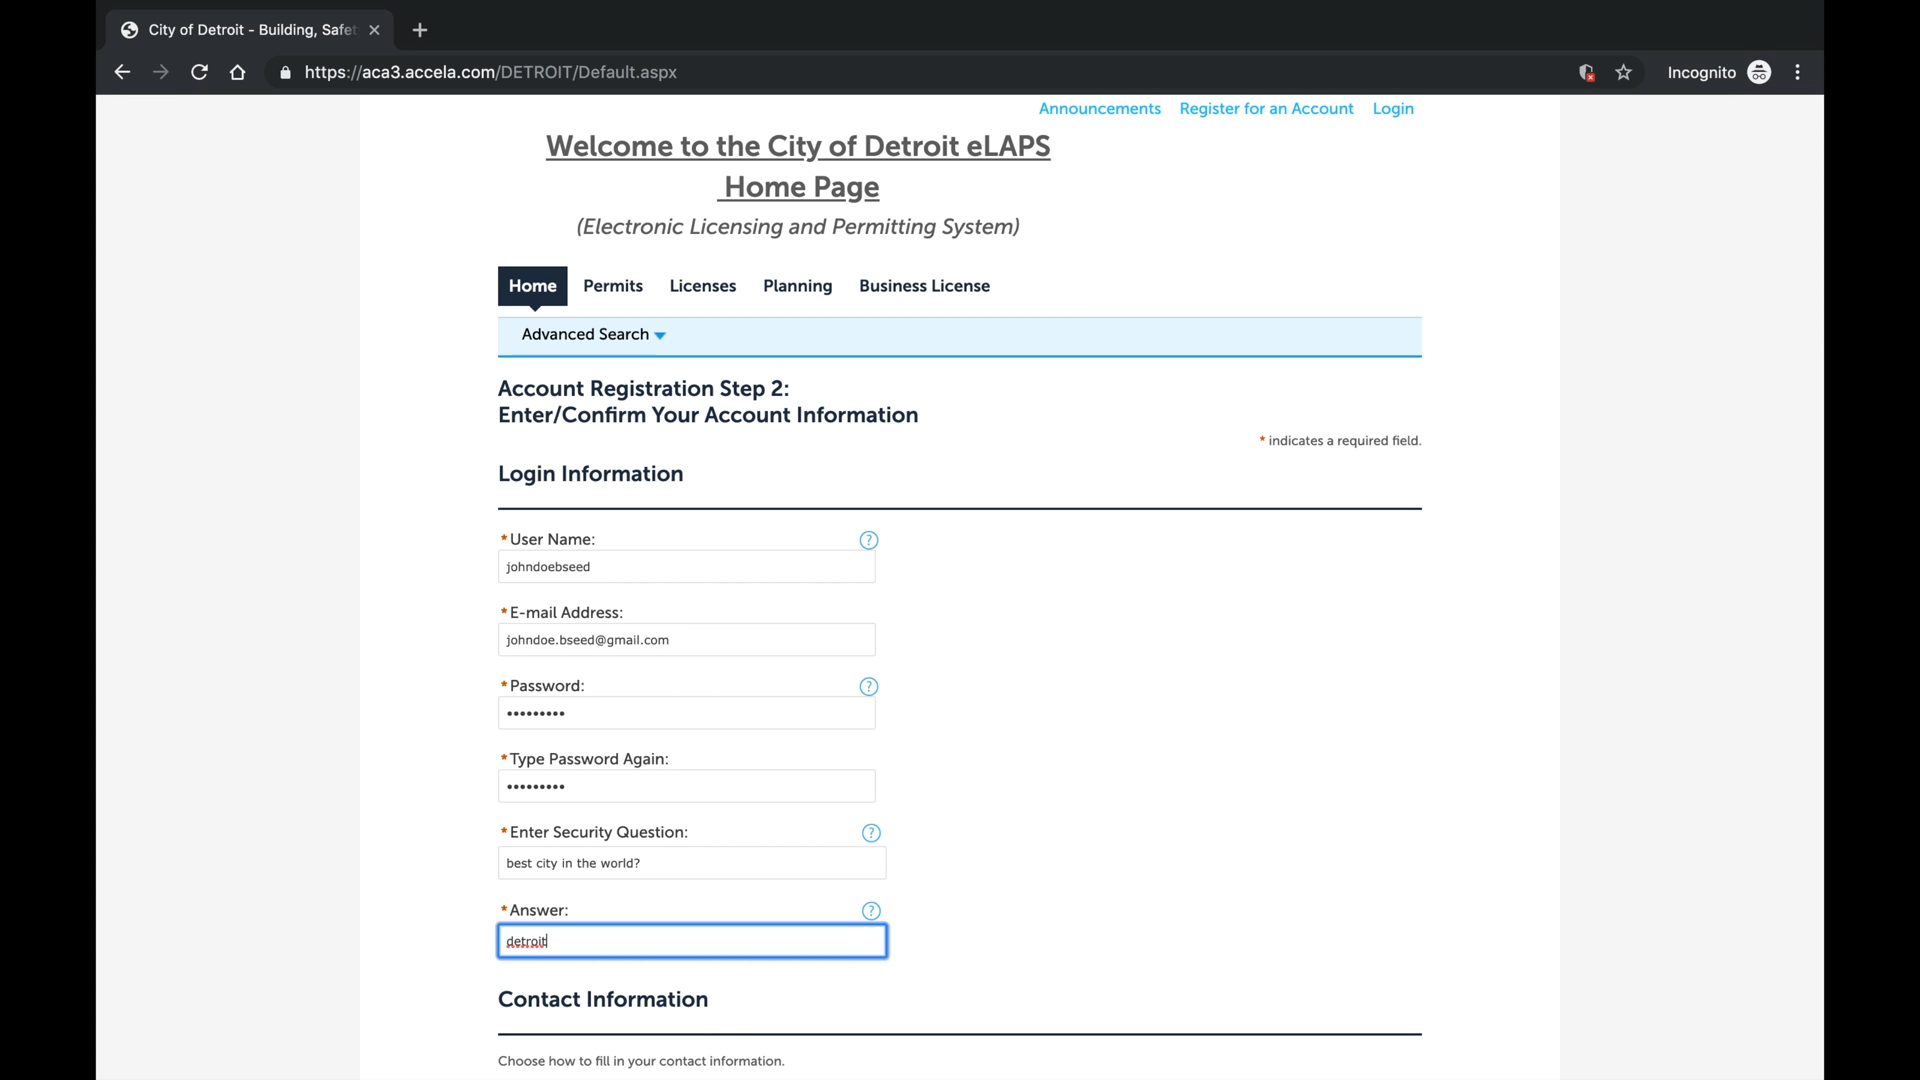 City of Detroit - Building, Safet
https://aca3.accela.com/DETROIT/Default.aspx
Incognito
Announcements Register for an Account Login
Welcome to the City of Detroit eLAPS
Home Page
(Electronic Licensing and Permitting System)
Home Permits Licenses Planning Business License
Advanced Search
Account Registration Step 2:
Enter/Confirm Your Account Information
* indicates a required field.
Login Information
*User Name: ?
johndoebseed
*E-mail Address:
johndoe.bseed@gmail.com
*Password: ?
•••••••••
*Type Password Again:
•••••••••
*Enter Security Question: ?
best city in the world?
*Answer: ?
detroit
Contact Information
Choose how to fill in your contact information.